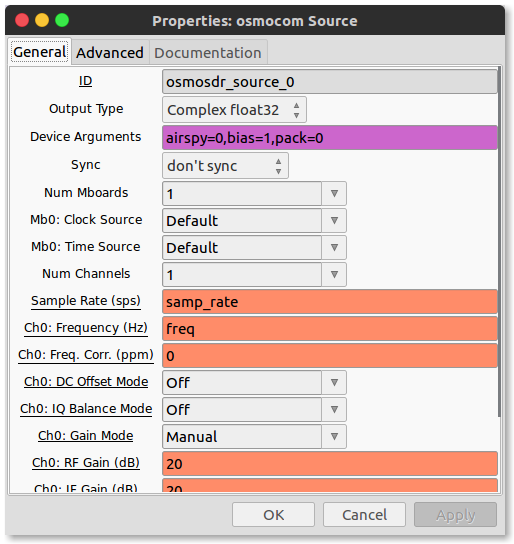 Properties: osmocom Source
General Advanced Documentation
ID osmosdr_source_0
Output Type Complex float32
Device Arguments airspy=0,bias=1,pack=0
Sync don't sync
Num Mboards 1
Mb0: Clock Source Default
Mb0: Time Source Default
Num Channels 1
Sample Rate (sps) samp_rate
Ch0: Frequency (Hz) freq
Ch0: Freq. Corr. (ppm) 0
Ch0: DC Offset Mode Off
Ch0: IQ Balance Mode Off
Ch0: Gain Mode Manual
Ch0: RF Gain (dB) 20
Ch0: IF Gain (dB) 20
OK Cancel Apply